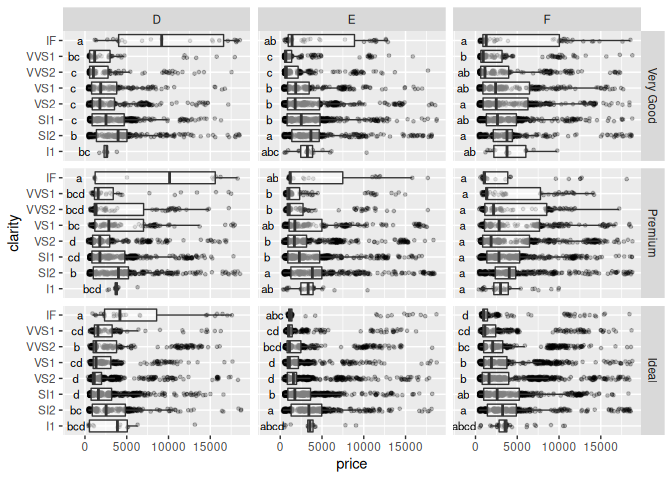 D E F
IF a ab a
VVS1 bc c b
VVS2 c c ab
VS1 c b ab
VS2 c b a
SI1 c b a
SI2 b a a
I1 bc abc ab
Very Good
IF a ab a
VVS1 bcd b a
VVS2 bcd b a
VS1 bc ab a
VS2 d b a
SI1 cd b a
SI2 b a a
I1 bcd ab a
Premium
IF a abc d
VVS1 cd cd cd
VVS2 b bcd bc
VS1 cd d b
VS2 d d b
SI1 d b ab
SI2 bc a a
I1 bcd abcd abcd
Ideal
clarity
0 5000 10000 15000 0 5000 10000 15000 0 5000 10000 15000
price